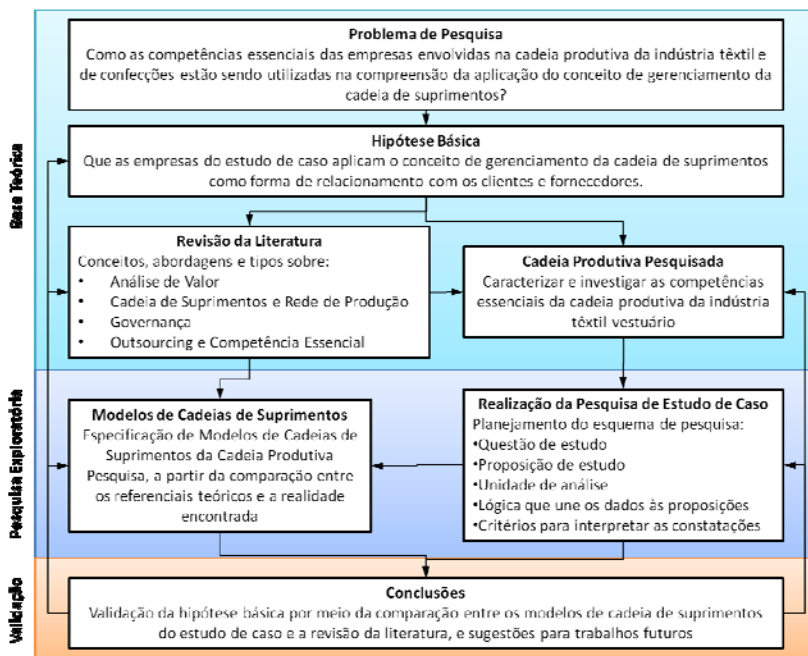 Problema de Pesquisa
Como as competências essenciais das empresas envolvidas na cadeia produtiva da indústria têxtil e
de confecções estão sendo utilizadas na compreensão da aplicação do conceito de gerenciamento da
cadeia de suprimentos?
Hipótese Básica
Que as empresas do estudo de caso aplicam o conceito de gerenciamento da cadeia de suprimentos
como forma de relacionamento com os clientes e fornecedores.
Base Teórica
Revisão da Literatura
Conceitos, abordagens e tipos sobre:
• Análise de Valor
• Cadeia de Suprimentos e Rede de Produção
• Governança
• Outsourcing e Competência Essencial
Cadeia Produtiva Pesquisada
Caracterizar e investigar as competências
essenciais da cadeia produtiva da indústria
têxtil vestuário
Pesquisa Exploratória
Modelos de Cadeias de Suprimentos
Especificação de Modelos de Cadeias de
Suprimentos da Cadeia Produtiva
Pesquisa, a partir da comparação entre
os referenciais teóricos e a realidade
encontrada
Realização da Pesquisa de Estudo de Caso
Planejamento do esquema de pesquisa:
•Questão de estudo
•Proposição de estudo
•Unidade de análise
•Lógica que une os dados às proposições
•Critérios para interpretar as constatações
Validação
Conclusões
Validação da hipótese básica por meio da comparação entre os modelos de cadeia de suprimentos
do estudo de caso e a revisão da literatura, e sugestões para trabalhos futuros